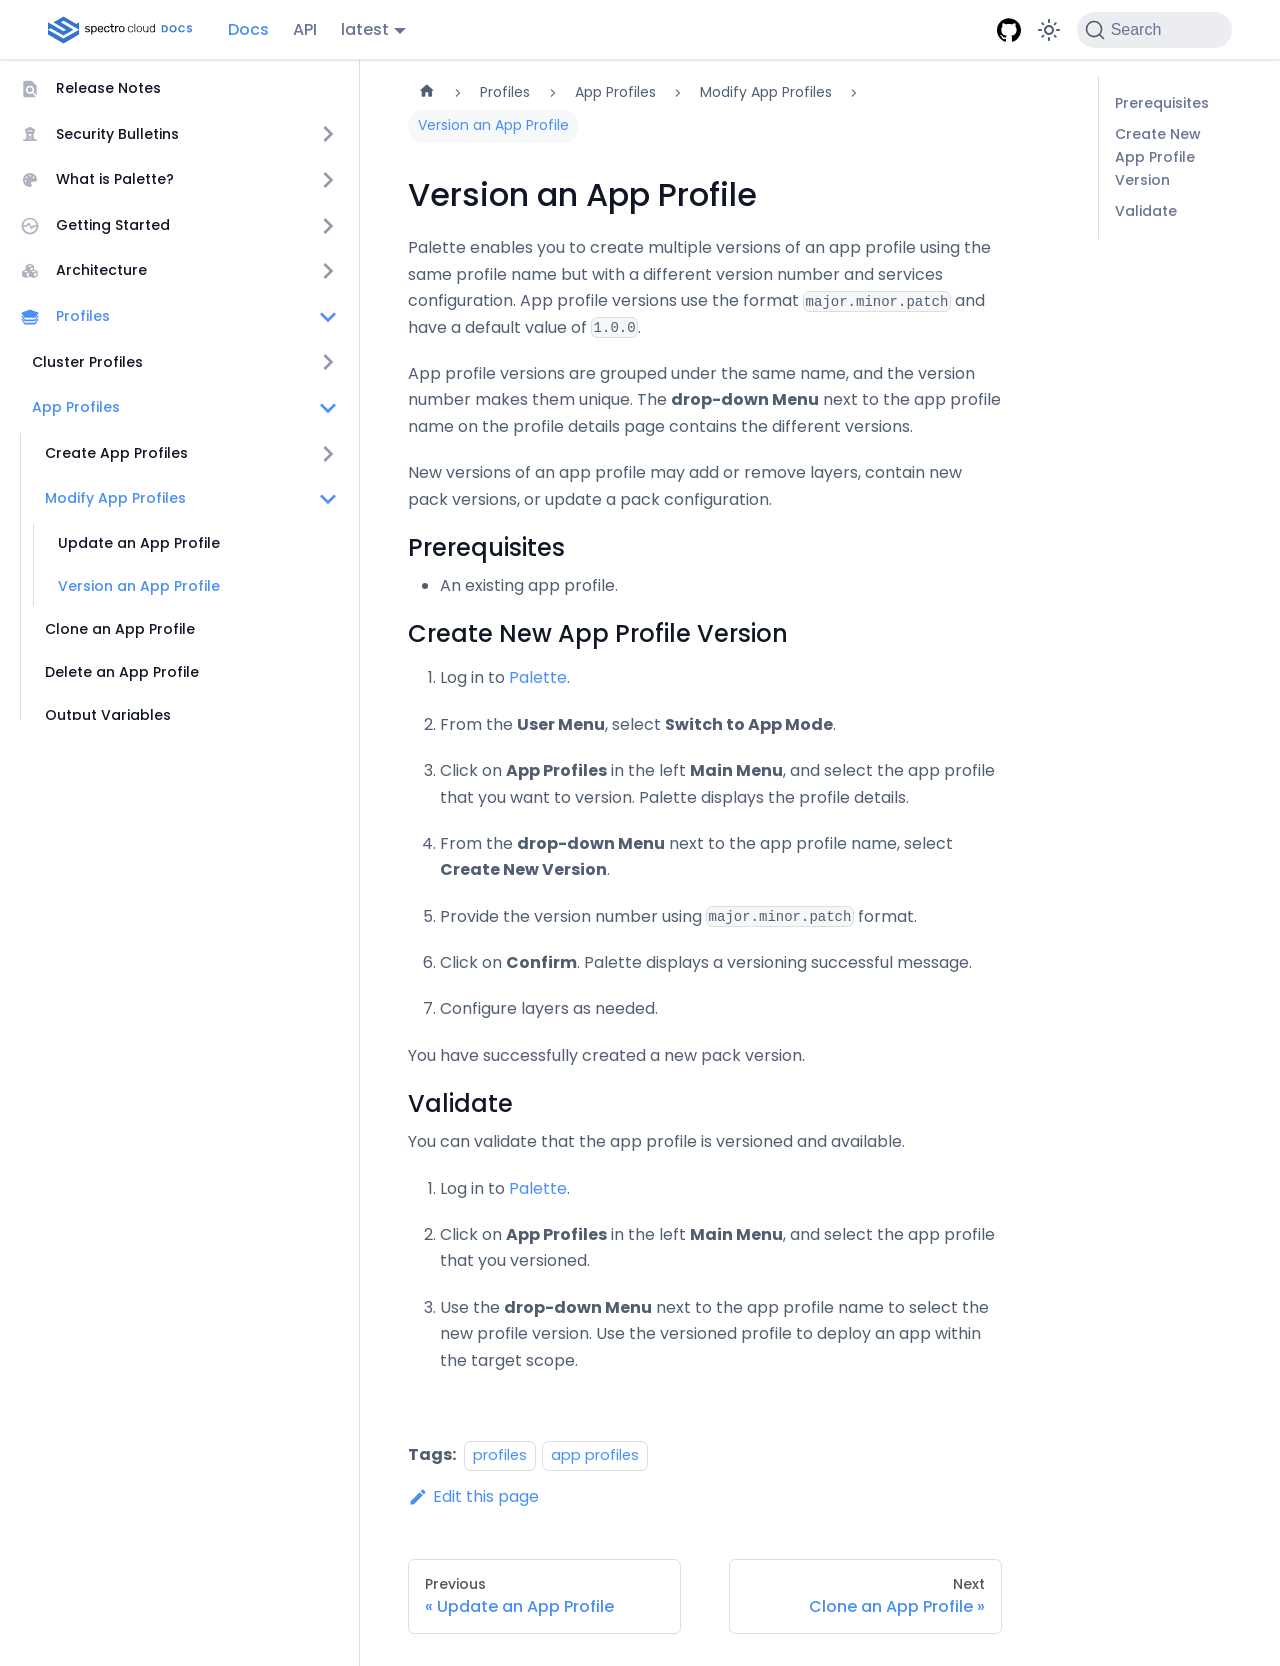 spectro cloud DOCS
Docs
API
latest
Search
Release Notes
Security Bulletins
What is Palette?
Getting Started
Architecture
Profiles
Cluster Profiles
App Profiles
Create App Profiles
Modify App Profiles
Update an App Profile
Version an App Profile
Clone an App Profile
Delete an App Profile
Output Variables
Profiles
App Profiles
Modify App Profiles
Version an App Profile
Version an App Profile
Palette enables you to create multiple versions of an app profile using the
same profile name but with a different version number and services
configuration. App profile versions use the format major.minor.patch and
have a default value of 1.0.0.
App profile versions are grouped under the same name, and the version
number makes them unique. The drop-down Menu next to the app profile
name on the profile details page contains the different versions.
New versions of an app profile may add or remove layers, contain new
pack versions, or update a pack configuration.
Prerequisites
• An existing app profile.
Create New App Profile Version
1. Log in to Palette.
2. From the User Menu, select Switch to App Mode.
3. Click on App Profiles in the left Main Menu, and select the app profile
that you want to version. Palette displays the profile details.
4. From the drop-down Menu next to the app profile name, select
Create New Version.
5. Provide the version number using major.minor.patch format.
6. Click on Confirm. Palette displays a versioning successful message.
7. Configure layers as needed.
You have successfully created a new pack version.
Validate
You can validate that the app profile is versioned and available.
1. Log in to Palette.
2. Click on App Profiles in the left Main Menu, and select the app profile
that you versioned.
3. Use the drop-down Menu next to the app profile name to select the
new profile version. Use the versioned profile to deploy an app within
the target scope.
Tags: profiles app profiles
Edit this page
Previous
« Update an App Profile
Next
Clone an App Profile »
Prerequisites
Create New
App Profile
Version
Validate